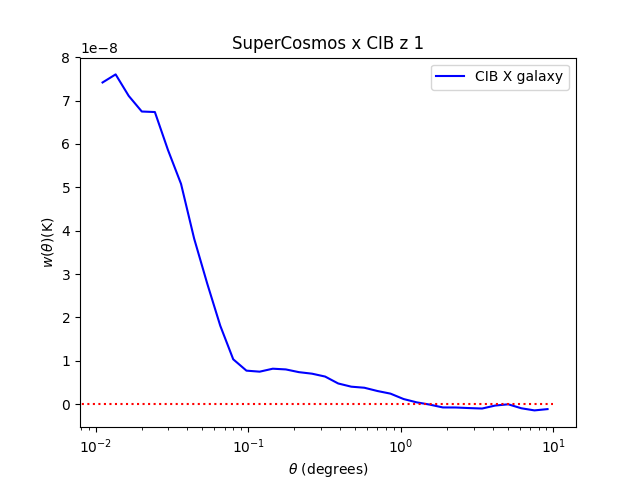 SuperCosmos x CIB z 1
1e−8
CIB X galaxy
8
7
6
5
4
3
2
1
0
w(θ)(K)
10⁻²
10⁻¹
10⁰
10¹
θ (degrees)